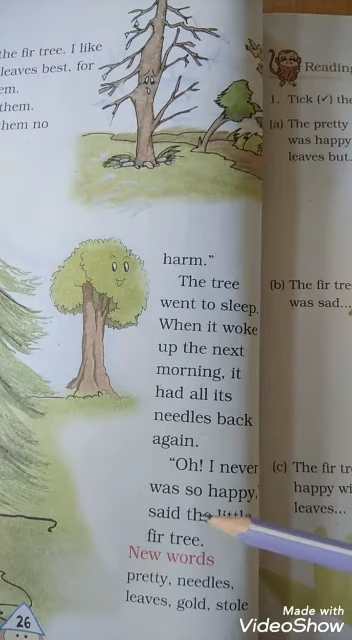 the fir tree. I like
leaves best, for
em.
them.
them no
harm."
The tree
went to sleep.
When it woke
up the next
morning, it
had all its
needles back
again.
"Oh! I never
was so happy,"
said the little
fir tree.
New words
pretty, needles,
leaves, gold, stole
26
Reading
1. Tick (✓) the
(a) The pretty
was happy
leaves but...
(b) The fir tre
was sad...
(c) The fir tr
happy wi
leaves...
Made with
VideoShow